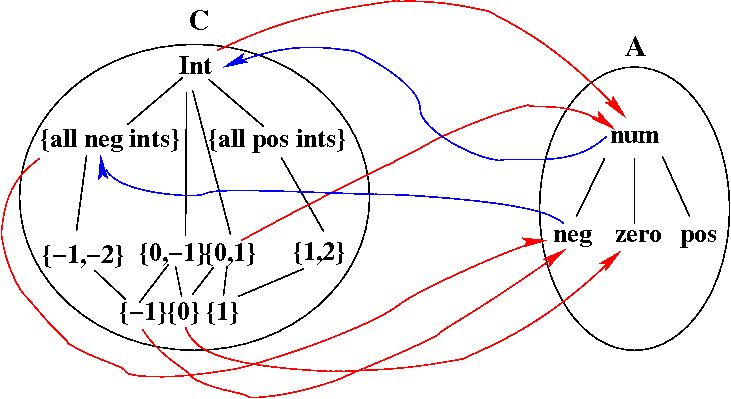 C
A
Int
{all neg ints} {all pos ints}
num
neg zero pos
{−1,−2} {0,−1}{0,1} {1,2}
{−1}{0} {1}